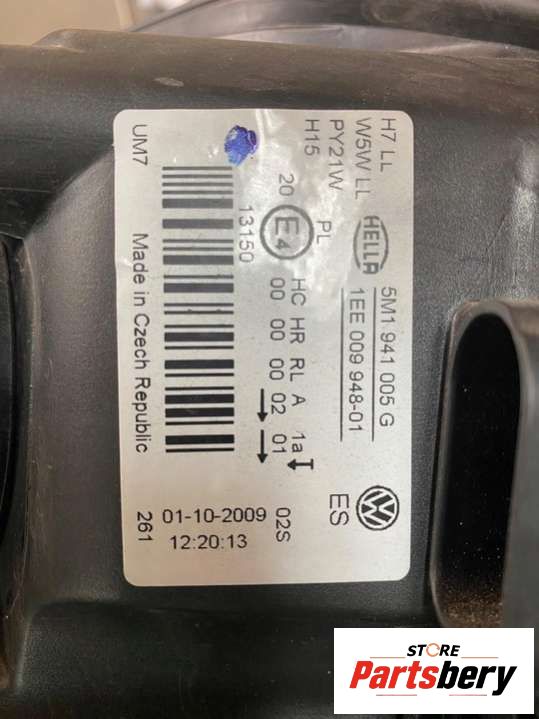 H7 LL
W5W LL
PY21W
H15
HELLA
5M1 941 005 G
1EE 009 948-01
PL
ES
20 E4 HC HR RL A 1a
13150 00 00 00 02 01
02S
UM7
Made in Czech Republic
261
01-10-2009
12:20:13
VW
STORE
Partsbery